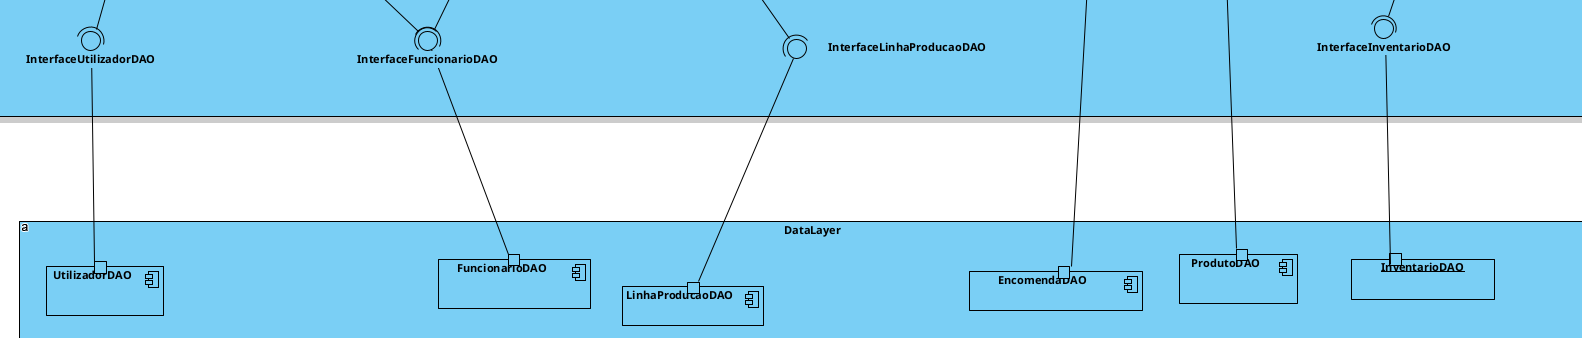 InterfaceUtilizadorDAO
InterfaceFuncionarioDAO
InterfaceLinhaProducaoDAO
InterfaceInventarioDAO
a
DataLayer
UtilizadorDAO
FuncionarioDAO
LinhaProducaoDAO
EncomendaDAO
ProdutoDAO
InventarioDAO